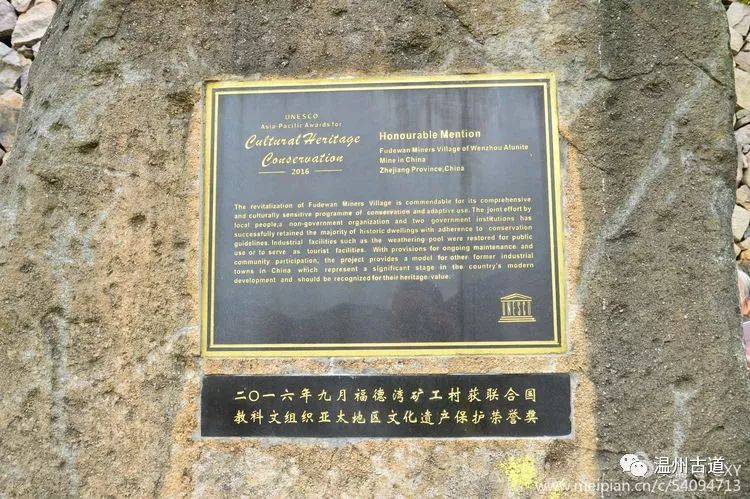 UNESCO
Asia-Pacific Awards for
Cultural Heritage
Conservation
2016
Honourable Mention
Fudewan Miners Village of Wenzhou Alunite
Mine in China
Zhejiang Province,China
The revitalization of Fudewan Miners Village is commendable for its comprehensive
and culturally sensitive programme of conservation and adaptive use. The joint effort by
local people,a non-government organization and two government institutions has
successfully retained the majority of historic dwellings with adherence to conservation
guidelines. Industrial facilities such as the weathering pool were restored for public
use or to serve as tourist facilities. With provisions for ongoing maintenance and
community participation, the project provides a model for other former industrial
towns in China which represent a significant stage in the country's modern
development and should be recognized for their heritage value.
UNESCO
二〇一六年九月福德湾矿工村获联合国
教科文组织亚太地区文化遗产保护荣誉奖
温州古道
www.meipian.cn/c/54094713